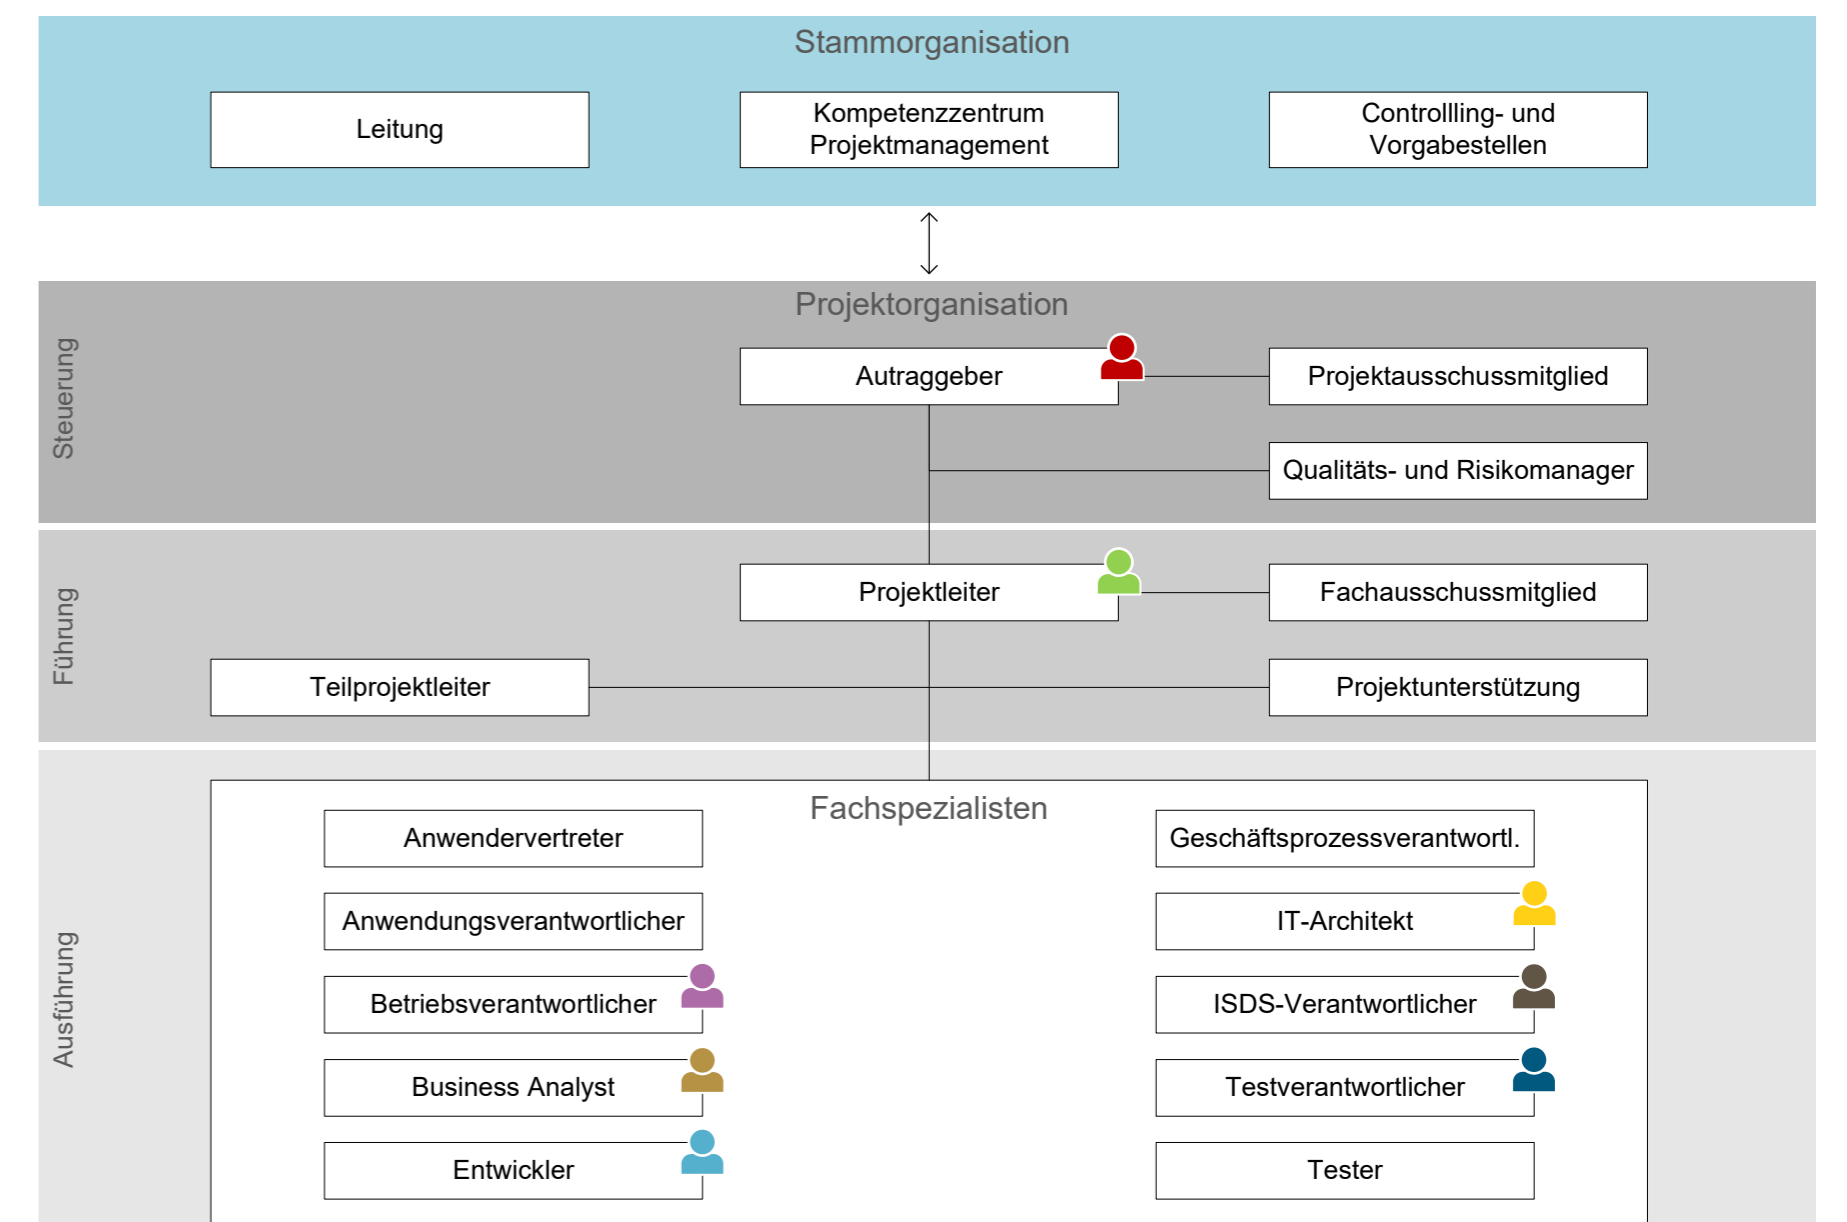 Stammorganisation
Leitung
Kompetenzzentrum
Projektmanagement
Controllling- und
Vorgabestellen
Projektorganisation
Steuerung
Autraggeber
Projektausschussmitglied
Qualitäts- und Risikomanager
Führung
Projektleiter
Fachausschussmitglied
Teilprojektleiter
Projektunterstützung
Ausführung
Fachspezialisten
Anwendervertreter
Geschäftsprozessverantwortl.
Anwendungsverantwortlicher
IT-Architekt
Betriebsverantwortlicher
ISDS-Verantwortlicher
Business Analyst
Testverantwortlicher
Entwickler
Tester